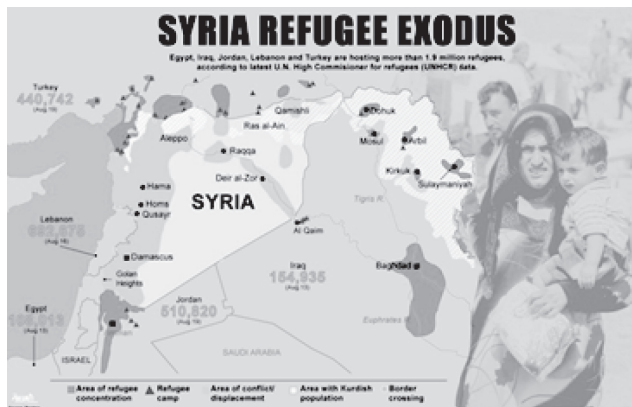 SYRIA REFUGEE EXODUS
Egypt, Iraq, Jordan, Lebanon and Turkey are hosting more than 1.9 million refugees,
according to latest U.N. High Commisioner for refugees (UNHCR) data.
Turkey
440,742
(Aug 19)
Qamishli
Dohuk
Ras al-Ain
Aleppo
Mosul
Arbil
Raqqa
Kirkuk
Sulaymaniyah
Deir al-Zor
Hama
SYRIA
Homs
Qusayr
Tigris R.
Lebanon
(Aug 16)
Al Qaim
Damascus
Iraq
154,935
(Aug 15)
Baghdad
Golan
Heights
Jordan
510,820
(Aug 19)
Egypt
(Aug 18)
Euphrates R.
ISRAEL
SAUDI ARABIA
Area of refugee
concentration
Refugee
camp
Area of conflict/
displacement
Area with Kurdish
population
Border
crossing